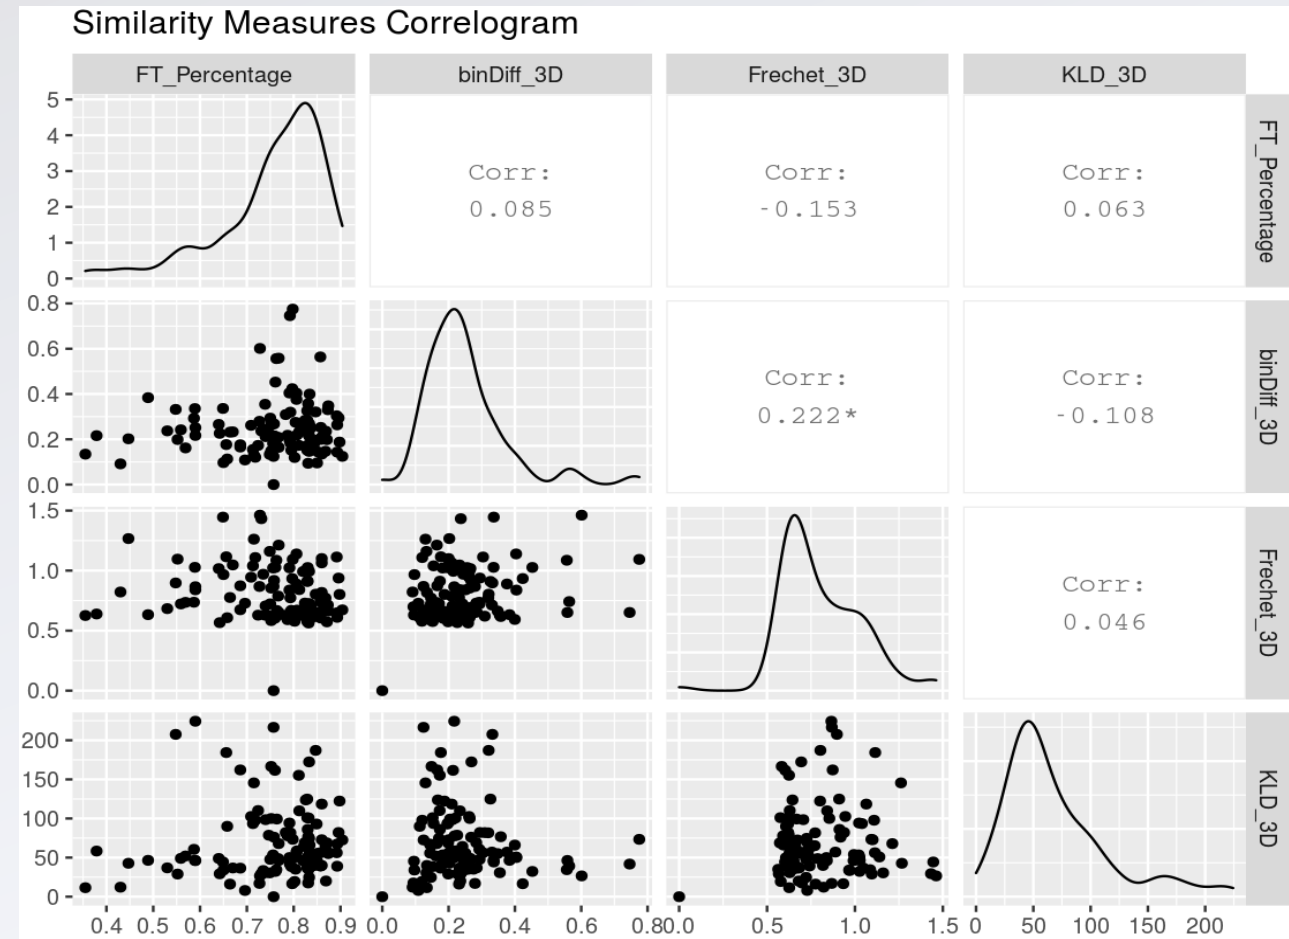 Similarity Measures Correlogram
FT_Percentage binDiff_3D Frechet_3D KLD_3D
5
4
3
2
1
0
Corr:
0.085
Corr:
-0.153
Corr:
0.063
FT_Percentage
0.8
0.6
0.4
0.2
0.0
Corr:
0.222*
Corr:
-0.108
binDiff_3D
1.5
1.0
0.5
0.0
Corr:
0.046
Frechet_3D
200
150
100
50
0
KLD_3D
0.4 0.5 0.6 0.7 0.8 0.9 0.0 0.2 0.4 0.6 0.8 0.0 0.5 1.0 1.5 0 50 100 150 200